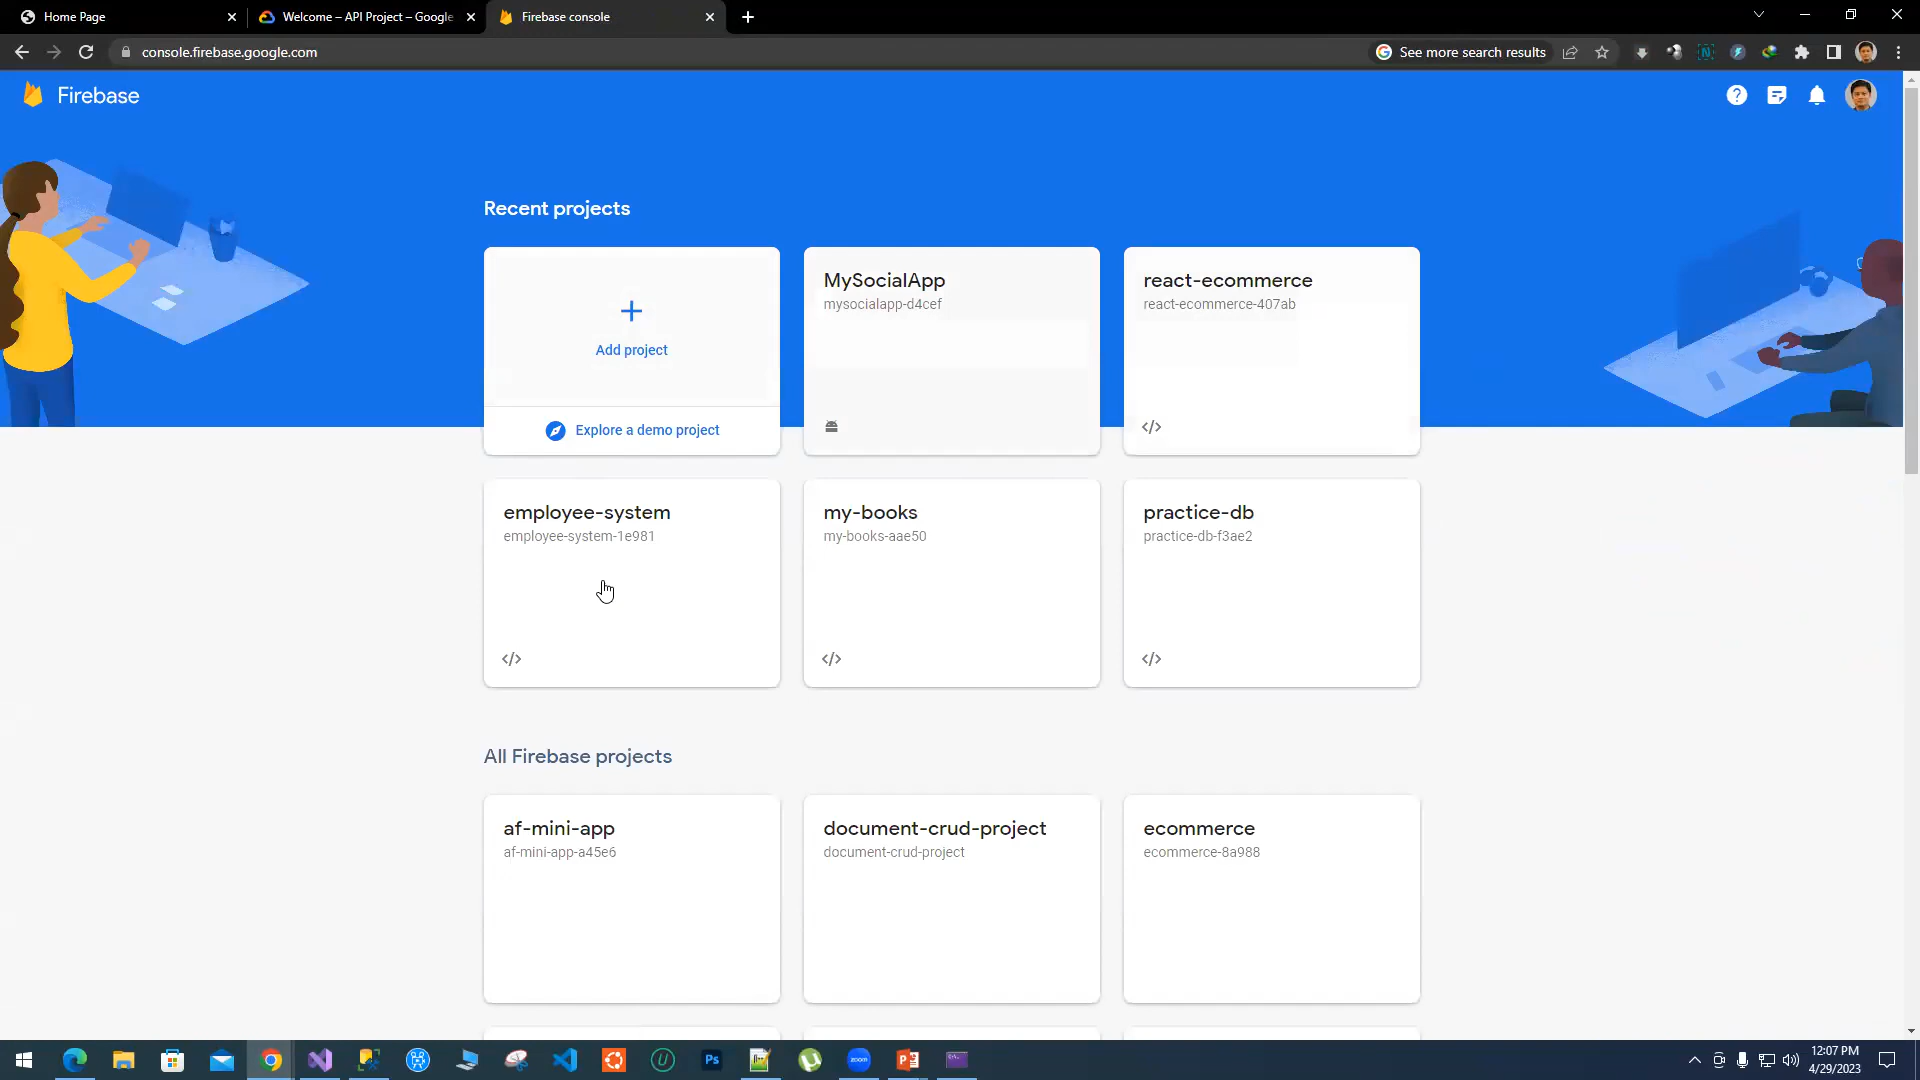 Home Page
Welcome – API Project – Google
Firebase console
console.firebase.google.com
See more search results
Firebase
Recent projects
Add project
Explore a demo project
MySocialApp
mysocialapp-d4cef
react-ecommerce
react-ecommerce-407ab
employee-system
employee-system-1e981
my-books
my-books-aae50
practice-db
practice-db-f3ae2
All Firebase projects
af-mini-app
af-mini-app-a45e6
document-crud-project
document-crud-project
ecommerce
ecommerce-8a988
Ps
zoom
12:07 PM
4/29/2023